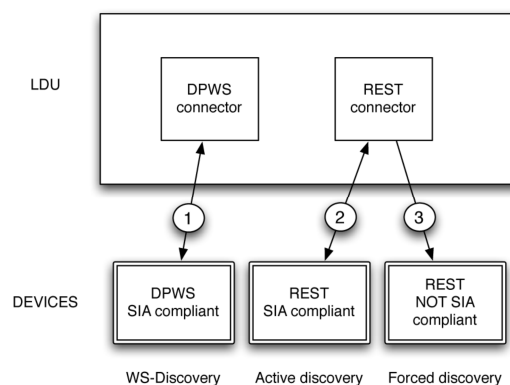 LDU
DPWS
connector
REST
connector
1
2
3
DEVICES
DPWS
SIA compliant
REST
SIA compliant
REST
NOT SIA
compliant
WS-Discovery
Active discovery
Forced discovery